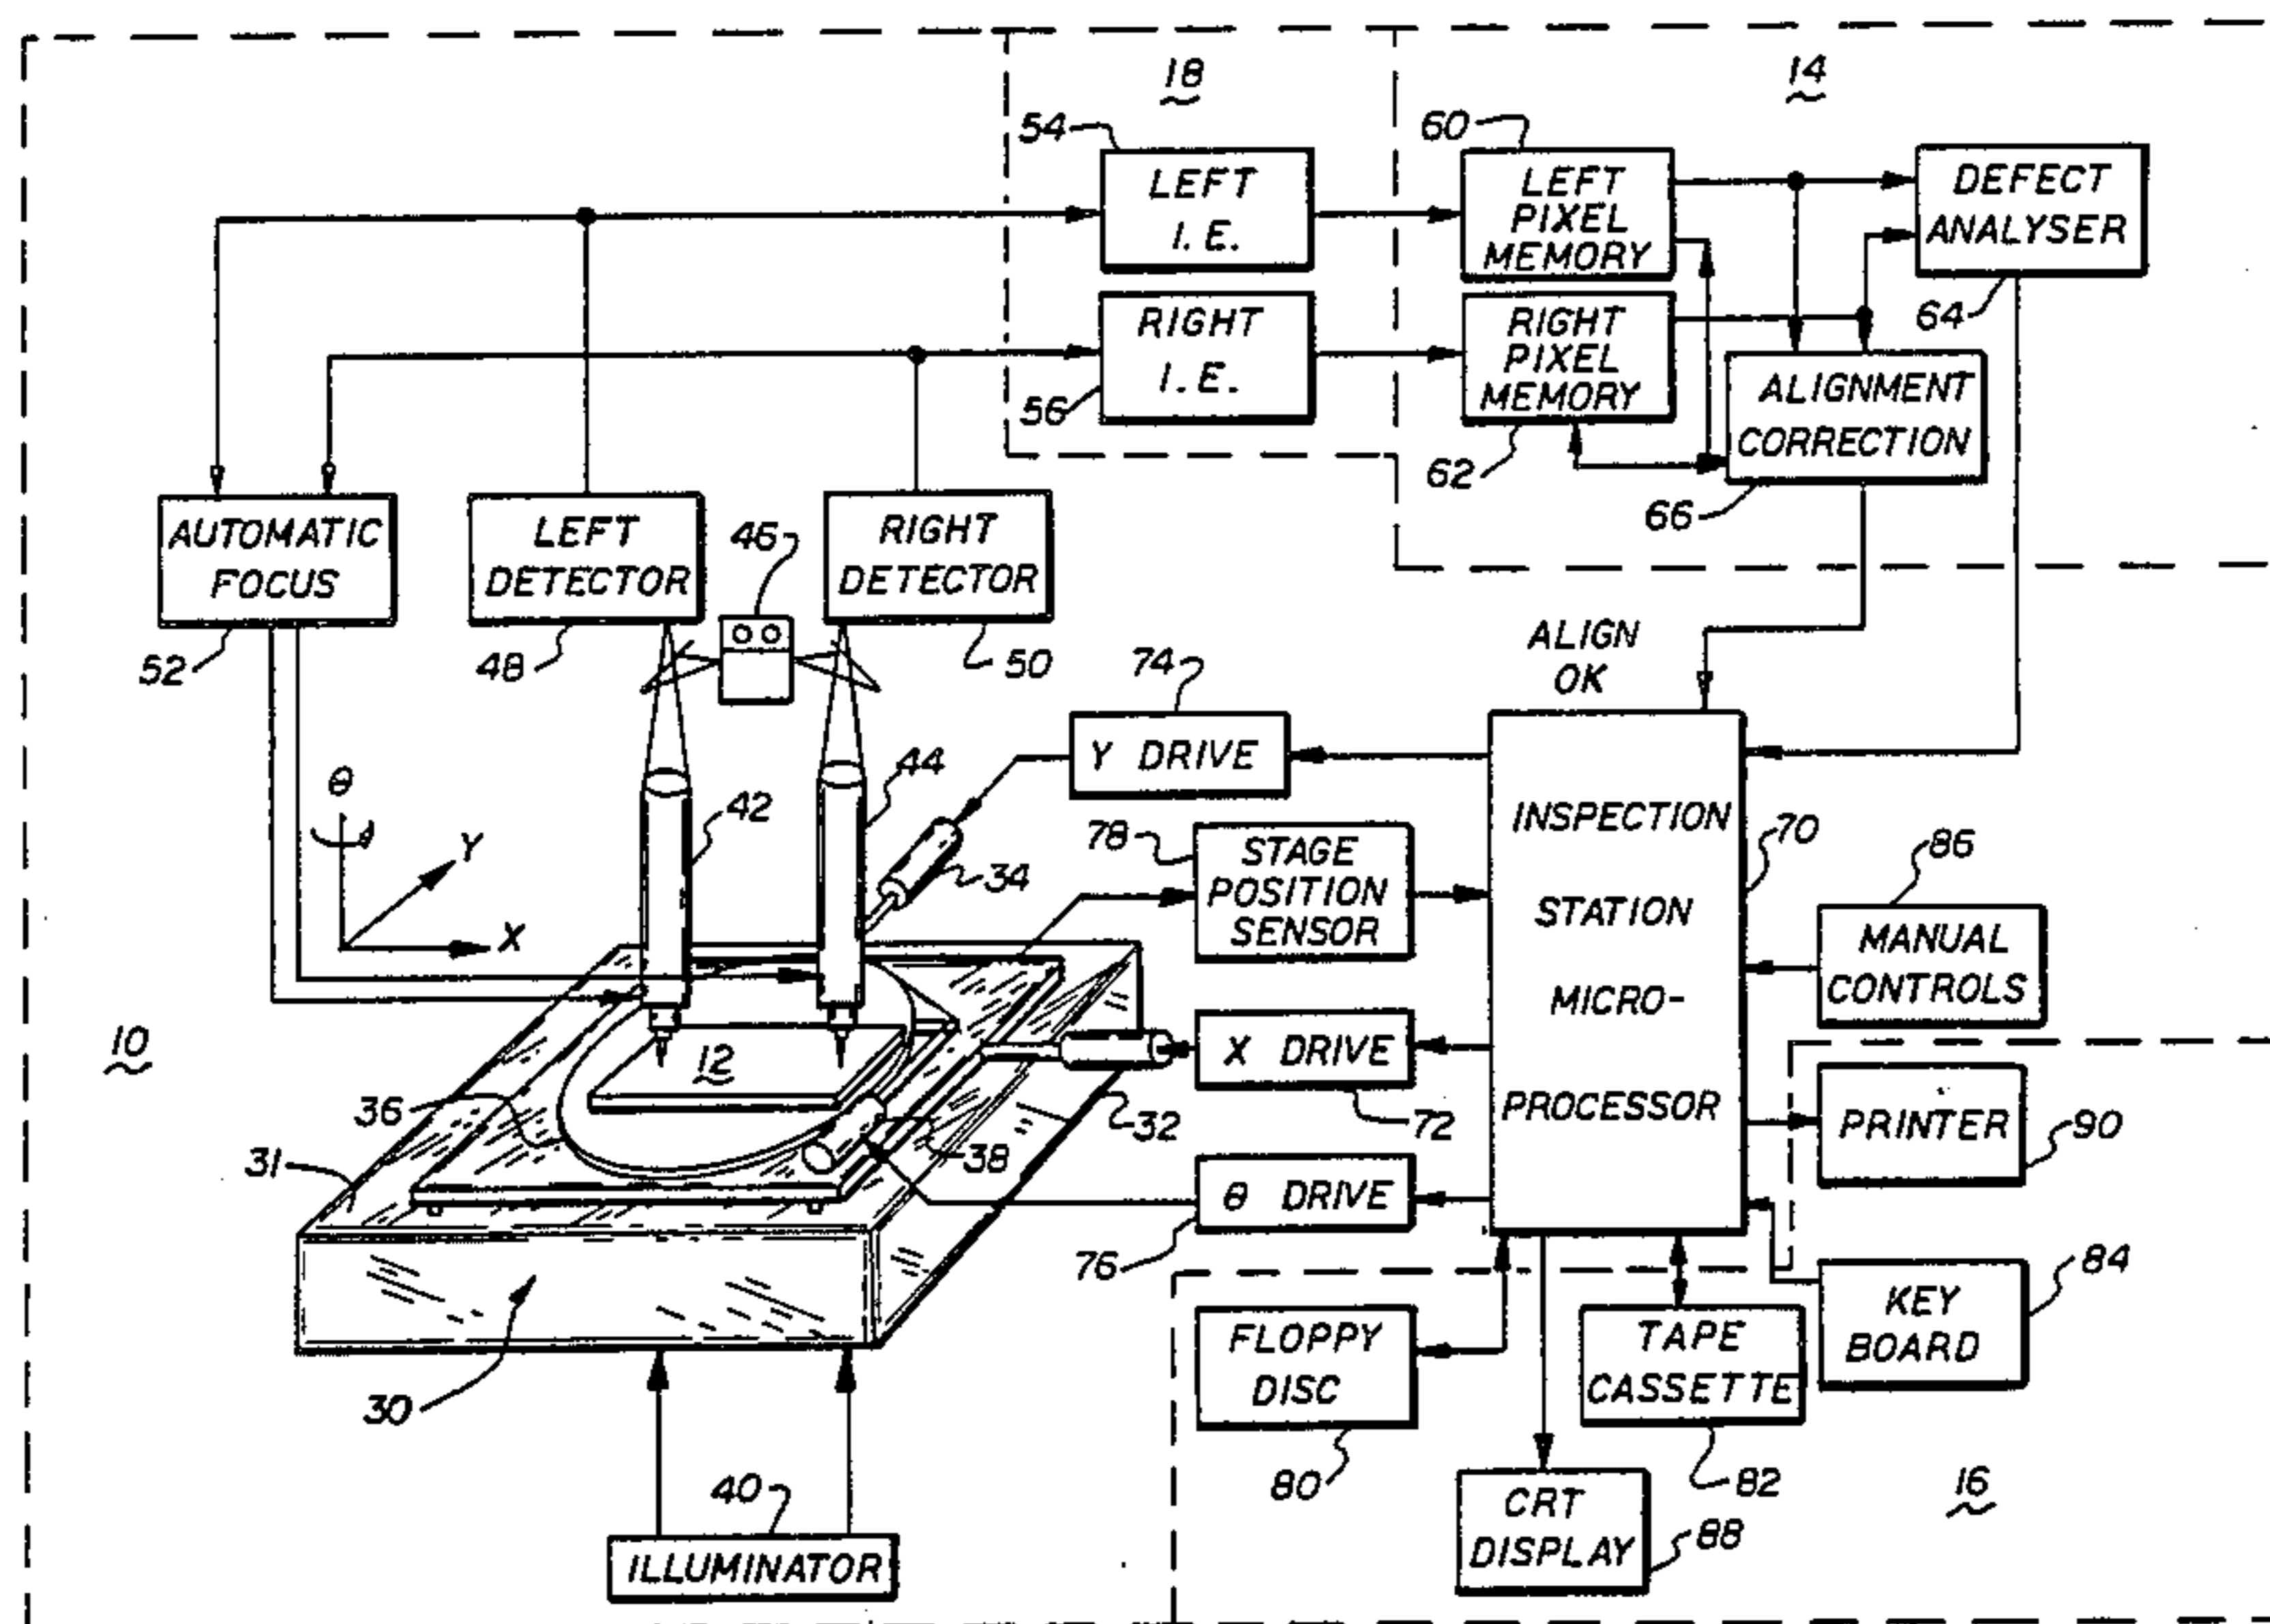 18
14
54
LEFT
I.E.
60
LEFT
PIXEL
MEMORY
DEFECT
ANALYSER
64
RIGHT
I.E.
56
RIGHT
PIXEL
MEMORY
62
ALIGNMENT
CORRECTION
66
AUTOMATIC
FOCUS
52
LEFT
DETECTOR
48
46
RIGHT
DETECTOR
50
ALIGN
OK
74
Y DRIVE
θ
Y
X
42
44
34
78
STAGE
POSITION
SENSOR
INSPECTION
STATION
MICRO-
PROCESSOR
70
86
MANUAL
CONTROLS
10
12
X DRIVE
72
32
36
38
31
PRINTER
90
θ DRIVE
76
30
FLOPPY
DISC
80
TAPE
CASSETTE
82
KEY
BOARD
84
40
ILLUMINATOR
CRT
DISPLAY
88
16